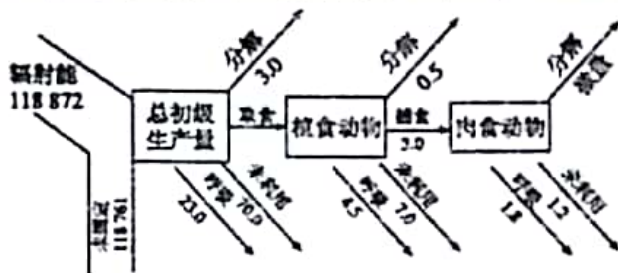 辐射能
118 872
未固定
118 761
总初级
生产量
分解
3.0
呼吸
23.0
未利用
70.0
取食
植食动物
分解
0.5
呼吸
4.5
未利用
7.0
捕食
3.0
肉食动物
分解
微量
呼吸
1.8
未利用
1.2